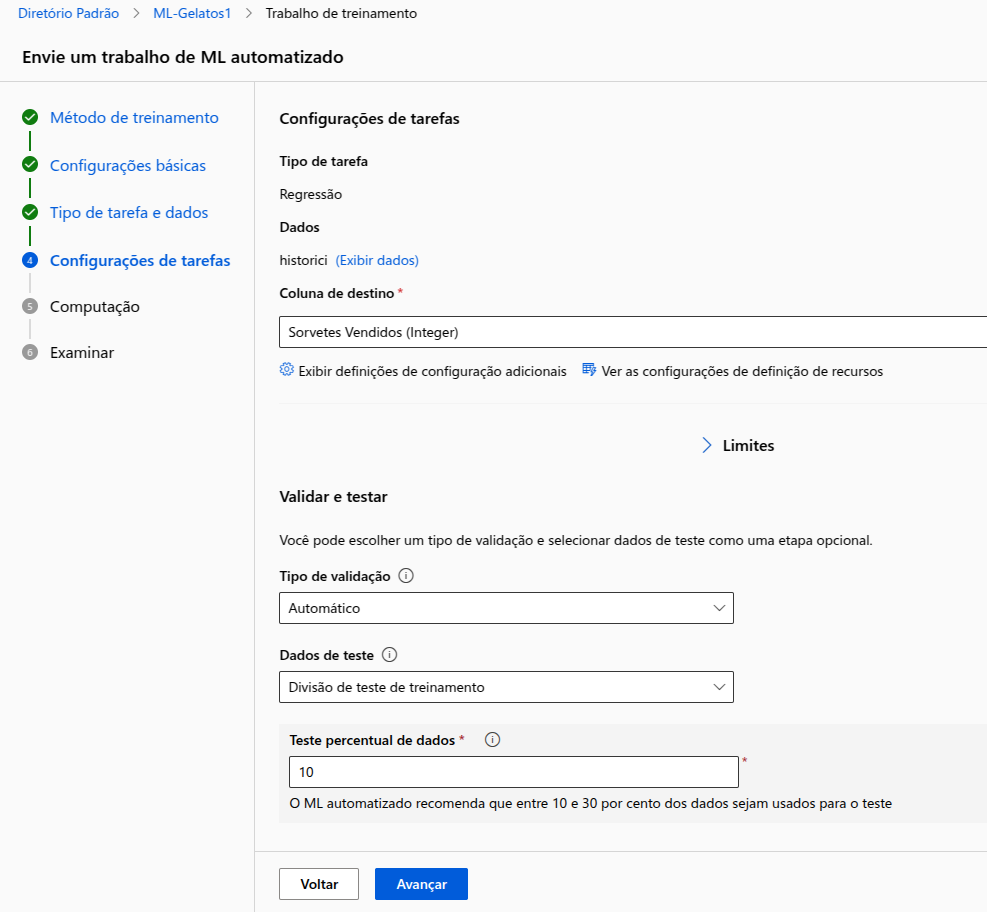 Diretório Padrão > ML-Gelatos1 > Trabalho de treinamento
Envie um trabalho de ML automatizado
Método de treinamento
Configurações básicas
Tipo de tarefa e dados
4 Configurações de tarefas
5 Computação
6 Examinar
Configurações de tarefas
Tipo de tarefa
Regressão
Dados
historici (Exibir dados)
Coluna de destino *
Sorvetes Vendidos (Integer)
Exibir definições de configuração adicionais Ver as configurações de definição de recursos
Limites
Validar e testar
Você pode escolher um tipo de validação e selecionar dados de teste como uma etapa opcional.
Tipo de validação
Automático
Dados de teste
Divisão de teste de treinamento
Teste percentual de dados *
10 *
O ML automatizado recomenda que entre 10 e 30 por cento dos dados sejam usados para o teste
Voltar Avançar